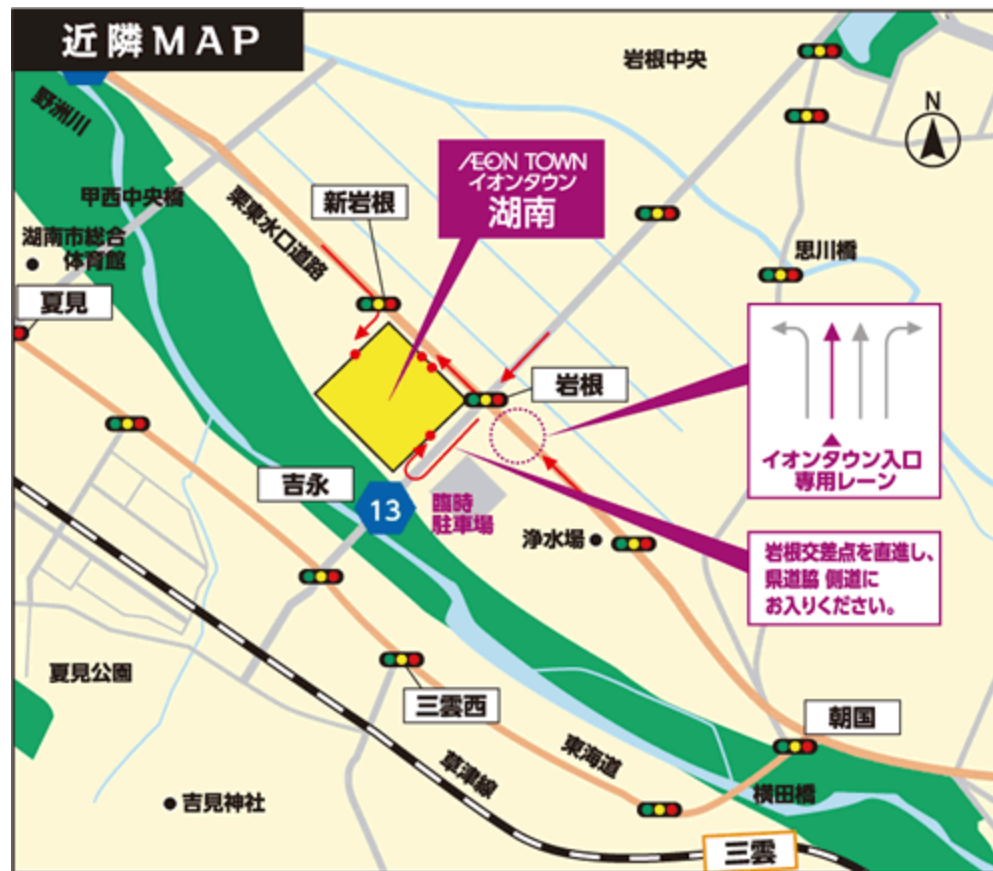 近隣MAP
岩根中央
N
野洲川
ÆON TOWN
イオンタウン
湖南
甲西中央橋
新岩根
栗東水口道路
湖南市総合
体育館
思川橋
夏見
岩根
イオンタウン入口
専用レーン
吉永
13
臨時
駐車場
浄水場
岩根交差点を直進し、
県道脇 側道に
お入りください。
夏見公園
三雲西
朝国
東海道
草津線
横田橋
吉見神社
三雲